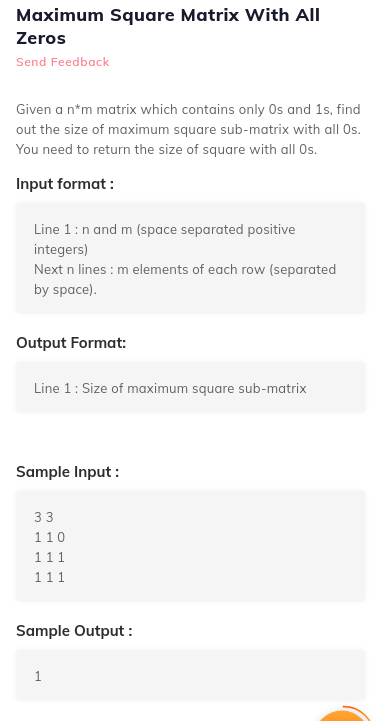 Maximum Square Matrix With All
Zeros
Send Feedback
Given a n*m matrix which contains only 0s and 1s, find
out the size of maximum square sub-matrix with all 0s.
You need to return the size of square with all 0s.
Input format :
Line 1 : n and m (space separated positive
integers)
Next n lines : m elements of each row (separated
by space).
Output Format:
Line 1 : Size of maximum square sub-matrix
Sample Input :
3 3
1 1 0
1 1 1
1 1 1
Sample Output :
1